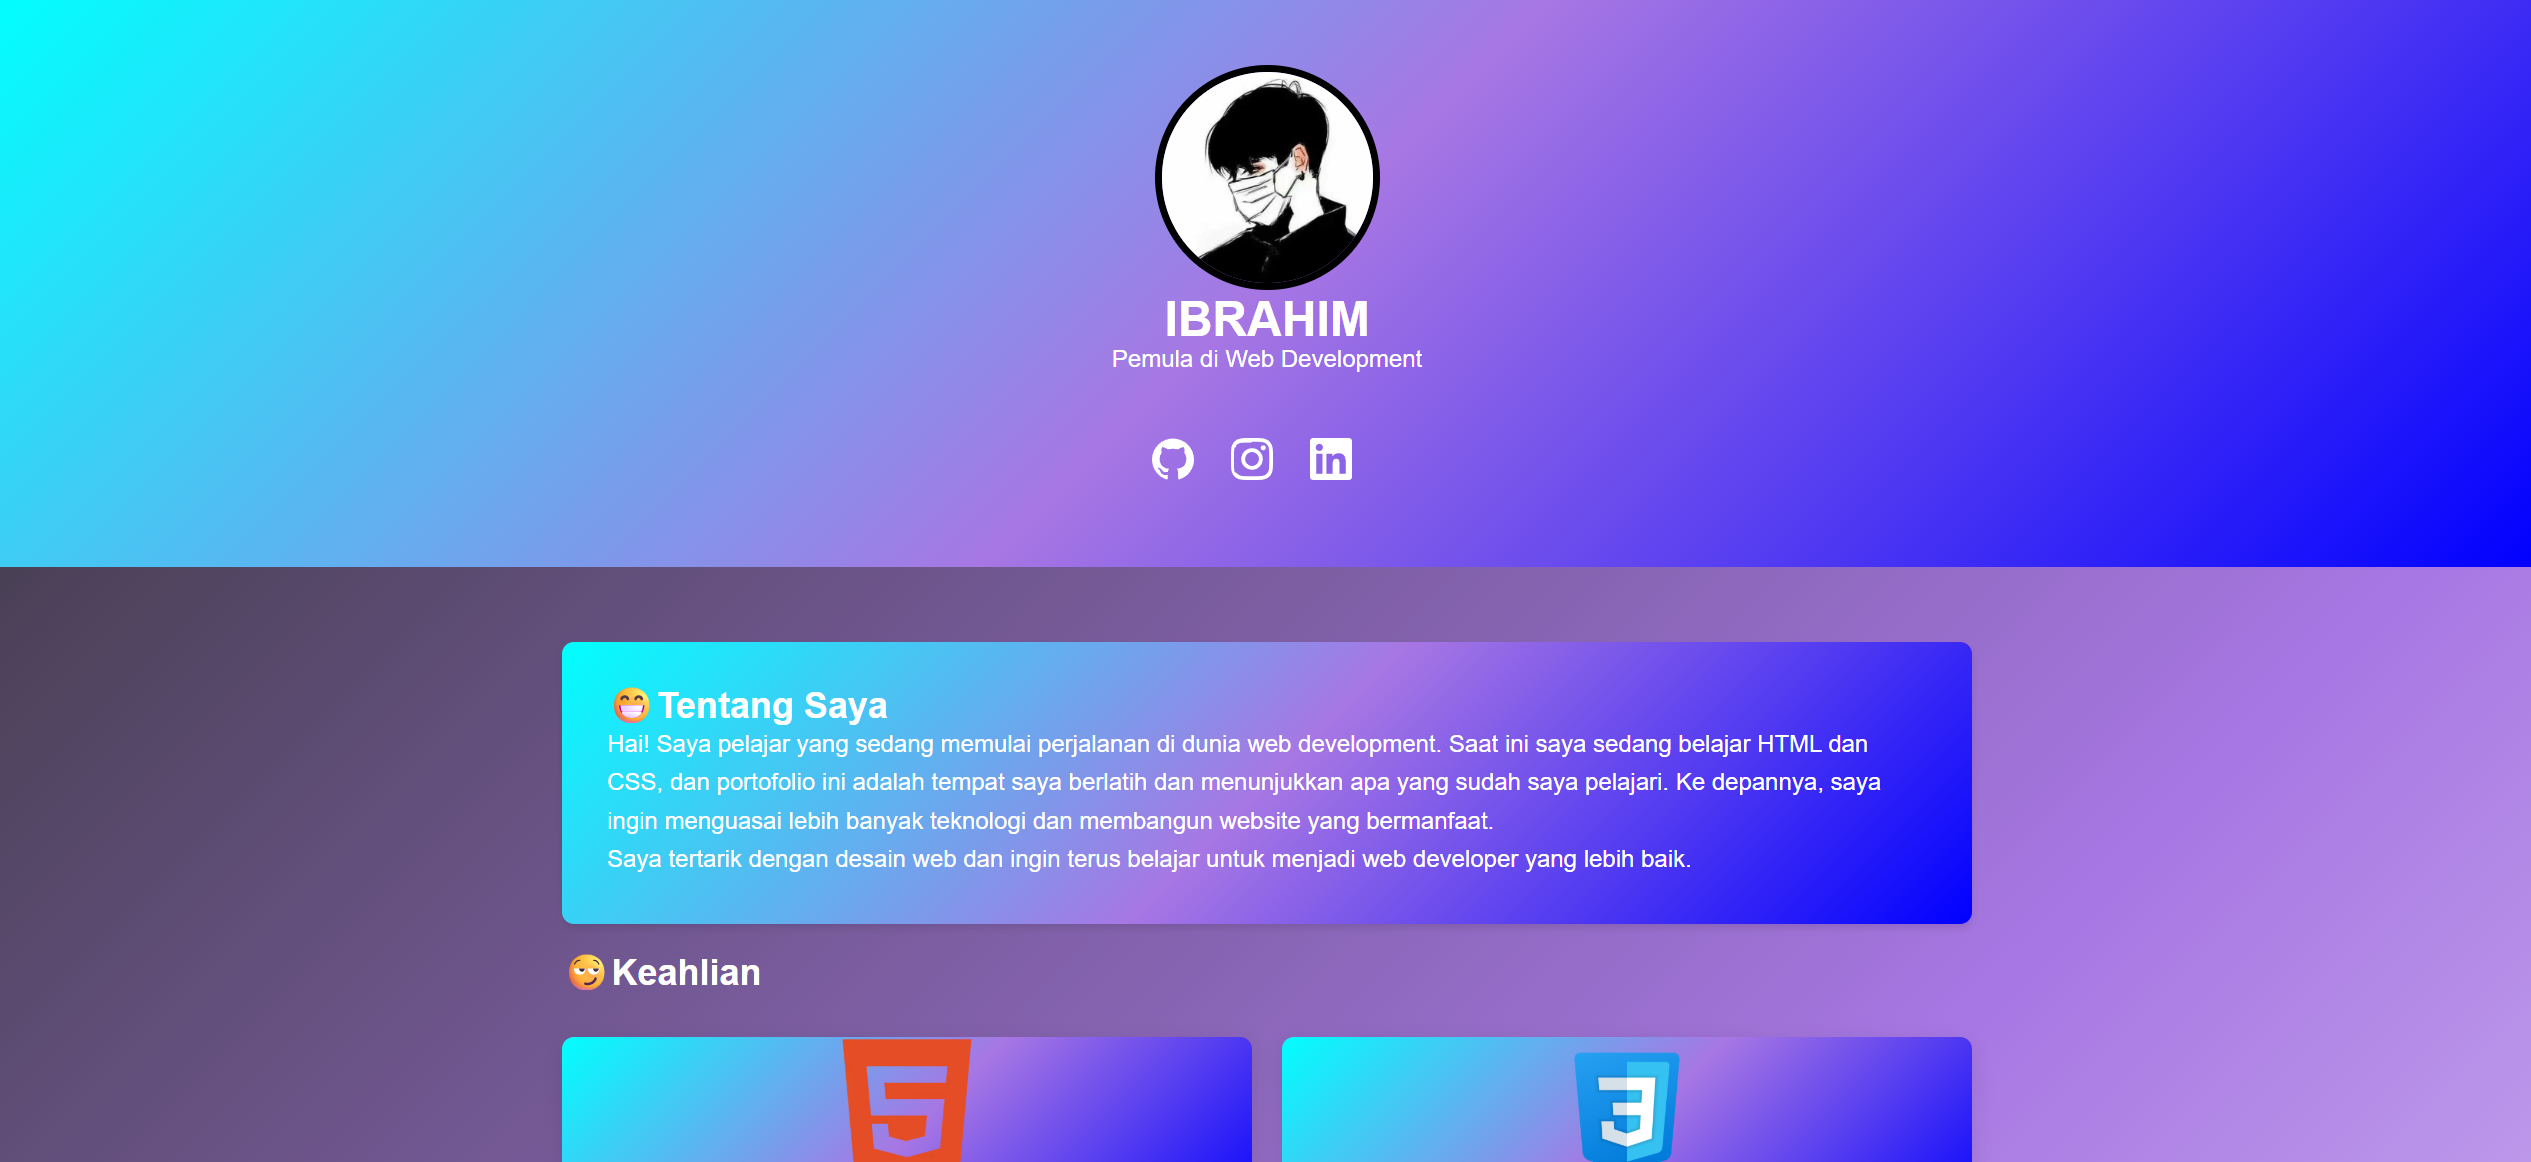 IBRAHIM
Pemula di Web Development
in
😁 Tentang Saya
Hai! Saya pelajar yang sedang memulai perjalanan di dunia web development. Saat ini saya sedang belajar HTML dan
CSS, dan portofolio ini adalah tempat saya berlatih dan menunjukkan apa yang sudah saya pelajari. Ke depannya, saya
ingin menguasai lebih banyak teknologi dan membangun website yang bermanfaat.
Saya tertarik dengan desain web dan ingin terus belajar untuk menjadi web developer yang lebih baik.
😏 Keahlian
5
3